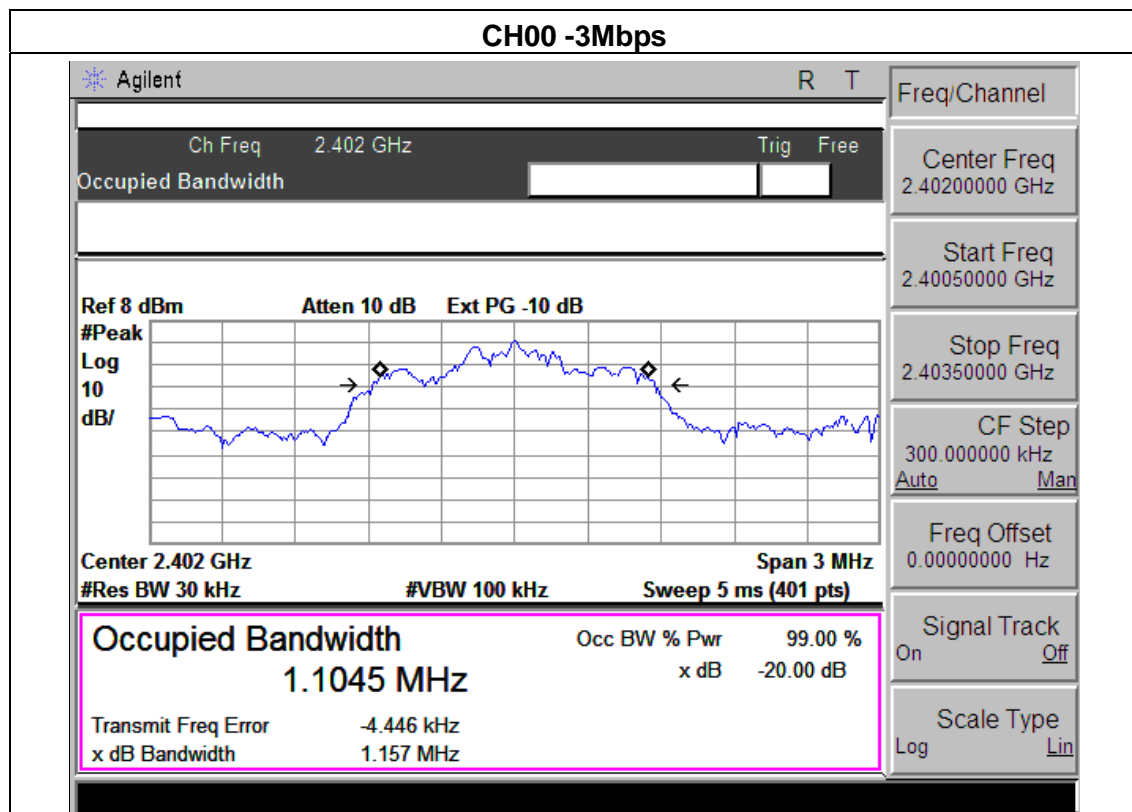 CH00 -3Mbps
Agilent R T
Ch Freq 2.402 GHz Trig Free
Occupied Bandwidth
Ref 8 dBm Atten 10 dB Ext PG -10 dB
#Peak
Log
10
dB/
Center 2.402 GHz Span 3 MHz
#Res BW 30 kHz #VBW 100 kHz Sweep 5 ms (401 pts)
Occupied Bandwidth
1.1045 MHz
Occ BW % Pwr 99.00 %
x dB -20.00 dB
Transmit Freq Error -4.446 kHz
x dB Bandwidth 1.157 MHz
Freq/Channel
Center Freq
2.40200000 GHz
Start Freq
2.40050000 GHz
Stop Freq
2.40350000 GHz
CF Step
300.000000 kHz
Auto Man
Freq Offset
0.00000000 Hz
Signal Track
On Off
Scale Type
Log Lin